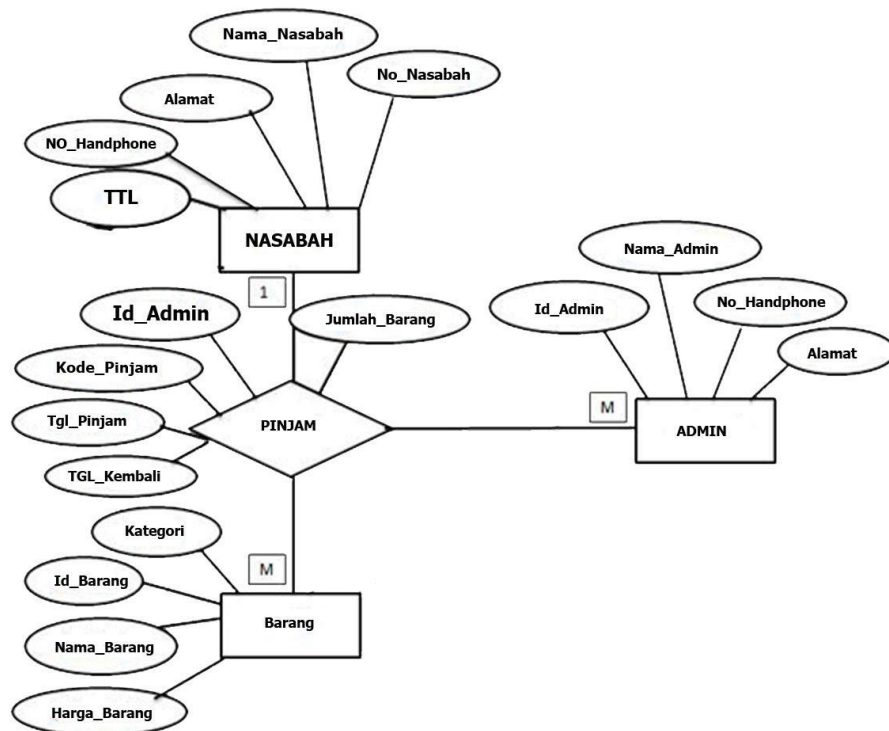 Nama_Nasabah
No_Nasabah
Alamat
NO_Handphone
TTL
NASABAH
1
Nama_Admin
Id_Admin
No_Handphone
Alamat
M
ADMIN
Id_Admin
Jumlah_Barang
Kode_Pinjam
Tgl_Pinjam
TGL_Kembali
PINJAM
M
Kategori
Id_Barang
Nama_Barang
Harga_Barang
Barang